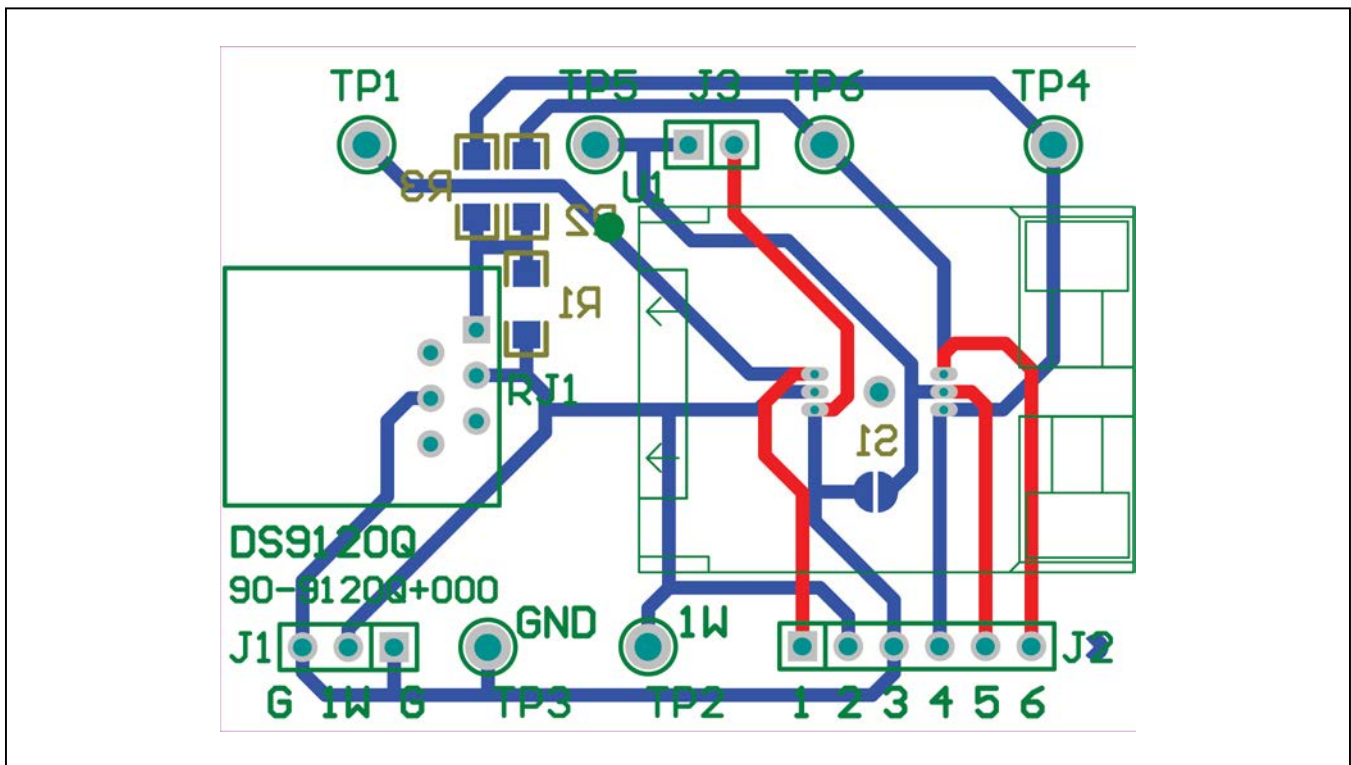 TP1 TP5 J3 TP6 TP4
R3 U1
R2
R1
RJ1
S1
DS9120Q
90-9120Q+000
GND 1W
J1 J2
G 1W G TP3 TP2 1 2 3 4 5 6